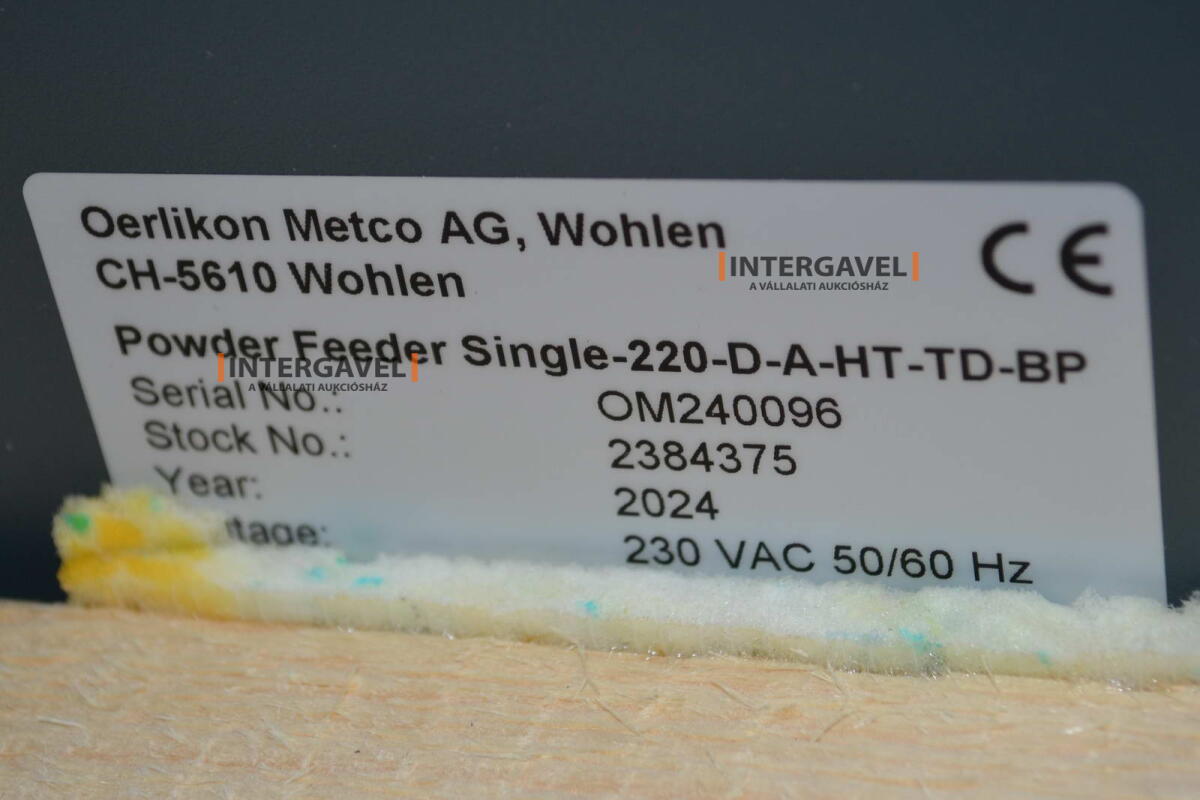 Oerlikon Metco AG, Wohlen
CH-5610 Wohlen
CE
INTERGAVEL
A VÁLLALATI AUKCIÓSHÁZ
Powder Feeder Single-220-D-A-HT-TD-BP
INTERGAVEL
A VÁLLALATI AUKCIÓSHÁZ
Serial No.: OM240096
Stock No.: 2384375
Year: 2024
230 VAC 50/60 Hz